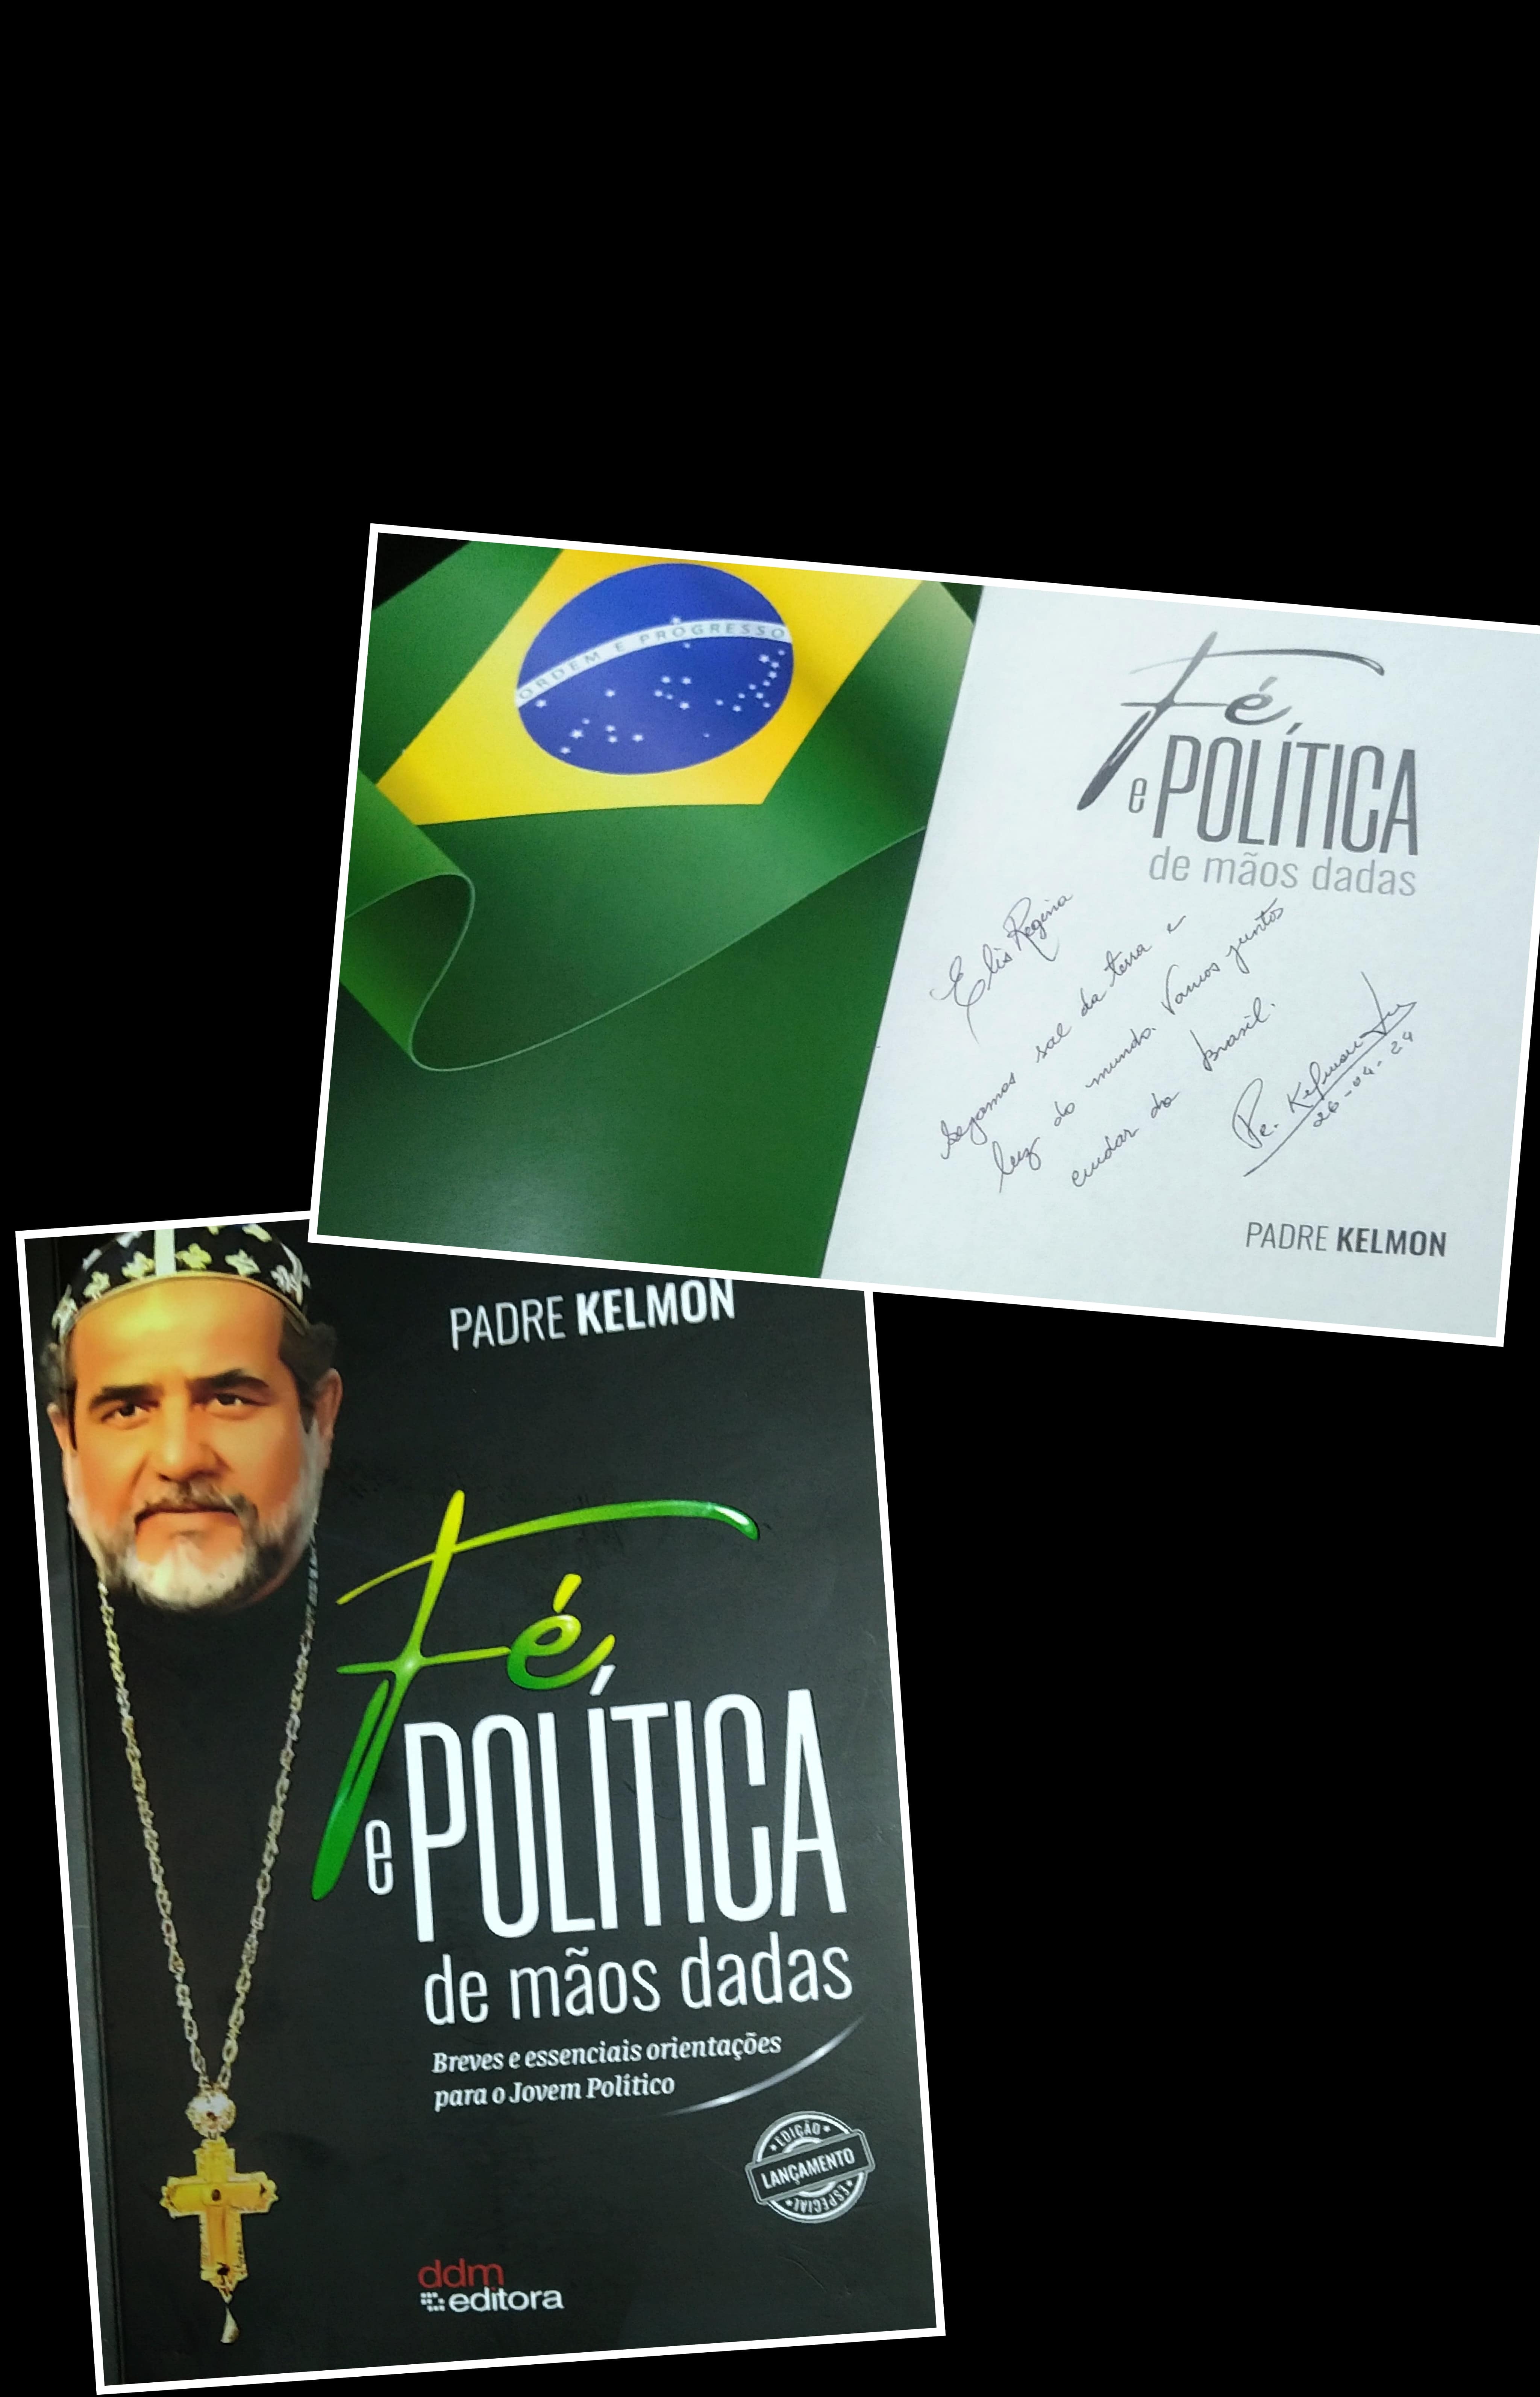 ORDEM E PROGRESSO
Fé
e POLÍTICA
de mãos dadas
Elis Regina
Sejamos sal da terra e
luz do mundo. Vamos juntos
cuidar do Brasil.
Pe. Kelmon
26-04-24
PADRE KELMON
PADRE KELMON
Fé
e POLÍTICA
de mãos dadas
Breves e essenciais orientações
para o Jovem Político
EDIÇÃO
LANÇAMENTO
ESPECIAL
ddm
editora